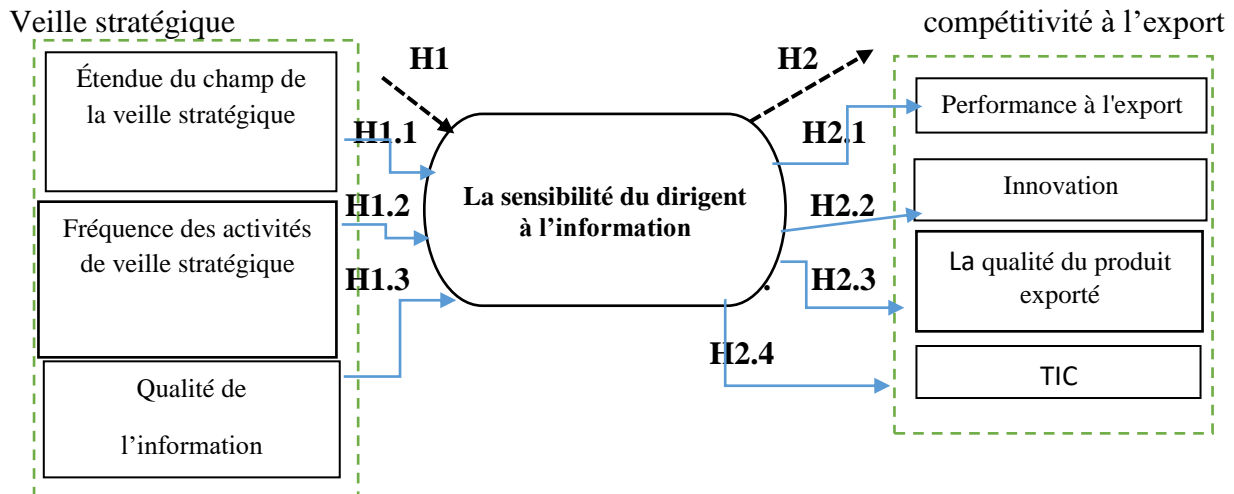 Veille stratégique
compétitivité à l'export
Étendue du champ de
la veille stratégique
Fréquence des activités
de veille stratégique
Qualité de
l'information
H1
H1.1
H1.2
H1.3
La sensibilité du dirigent
à l'information
.
H2
H2.1
H2.2
H2.3
H2.4
Performance à l'export
Innovation
La qualité du produit
exporté
TIC